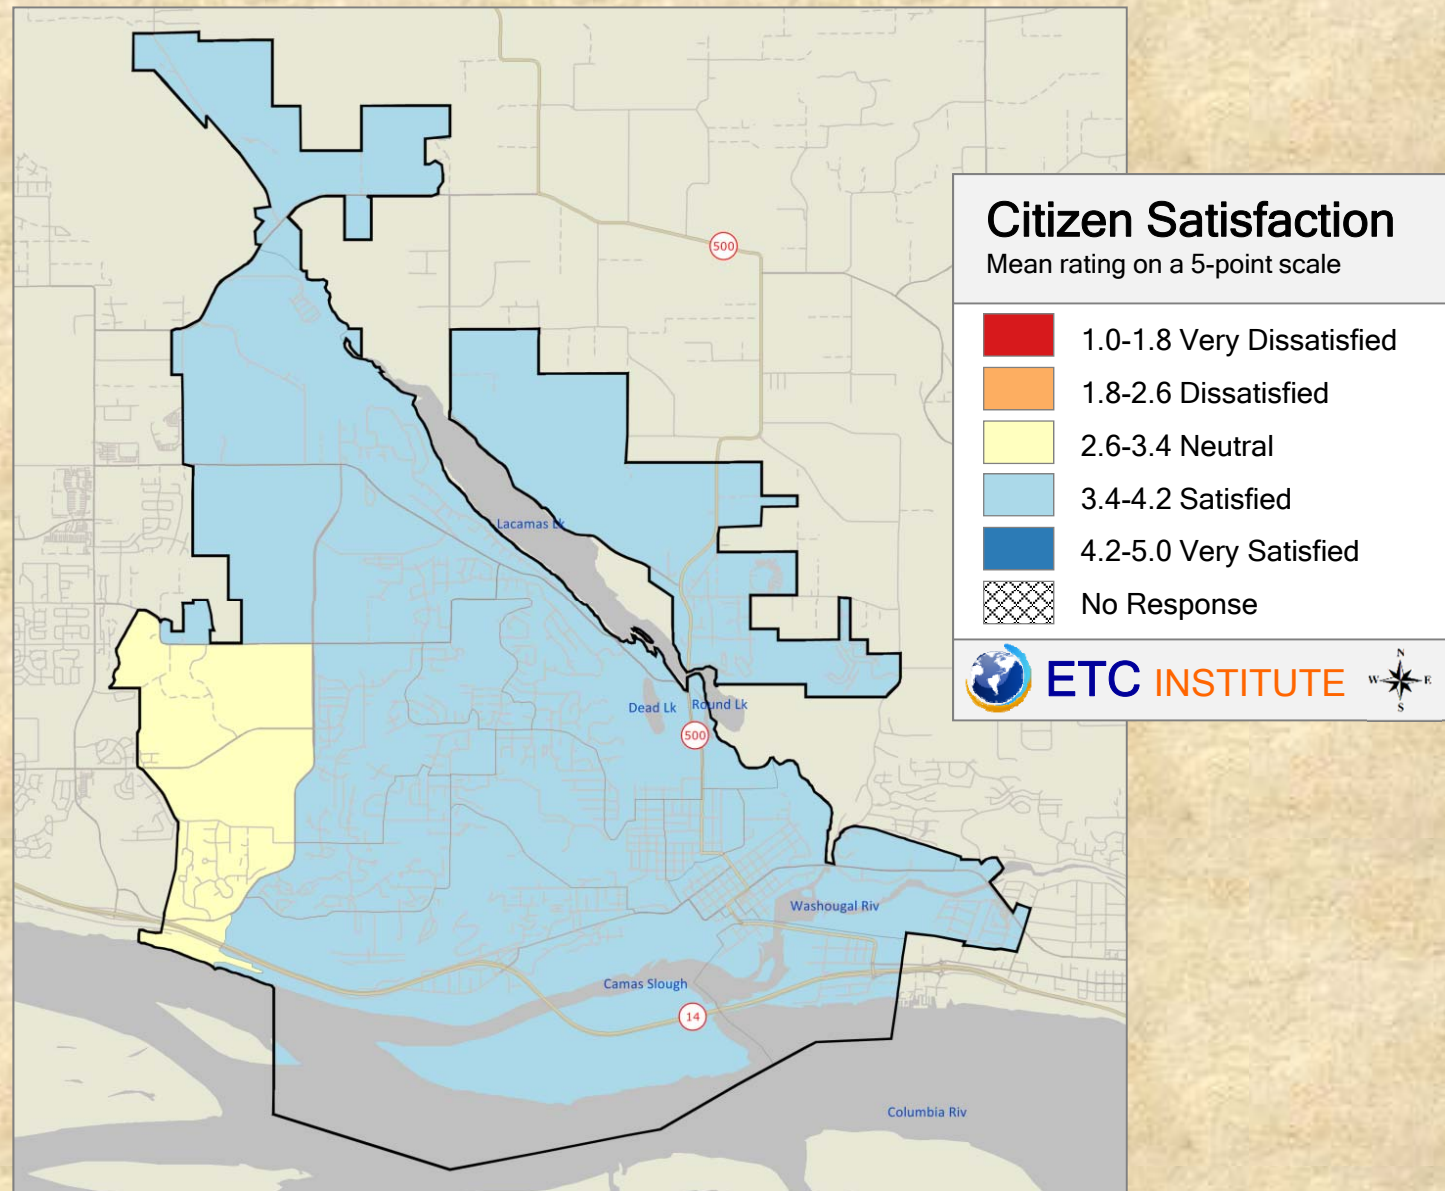 Citizen Satisfaction
Mean rating on a 5-point scale
1.0-1.8 Very Dissatisfied
1.8-2.6 Dissatisfied
2.6-3.4 Neutral
3.4-4.2 Satisfied
4.2-5.0 Very Satisfied
No Response
ETC INSTITUTE
N
W E
S
500
Lacamas Lk
Dead Lk
Round Lk
500
Washougal Riv
Camas Slough
14
Columbia Riv